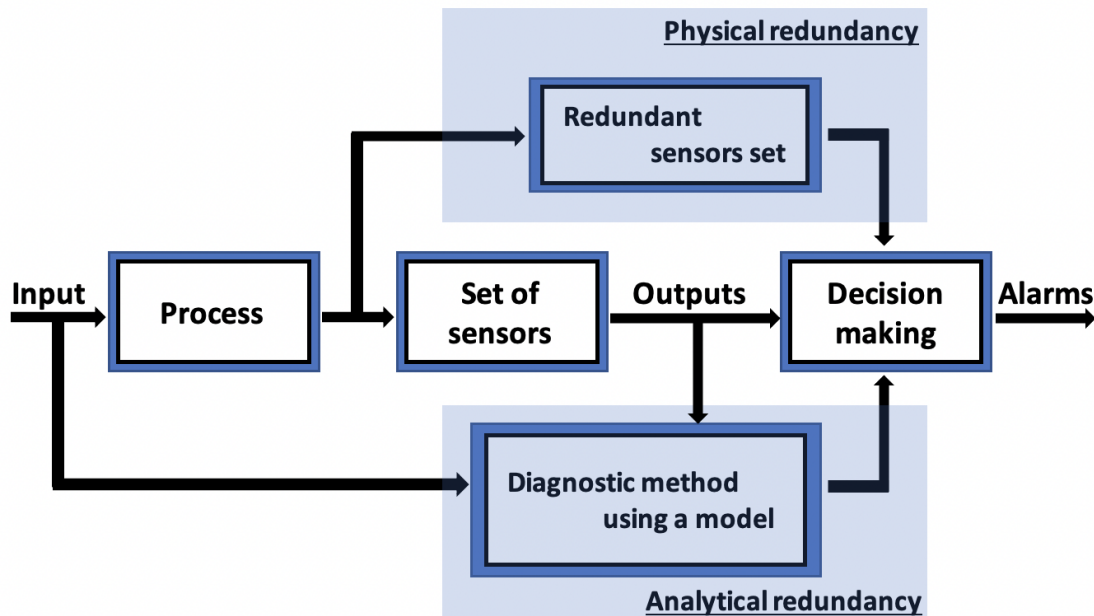 Physical redundancy
Redundant
sensors set
Input
Process
Set of
sensors
Outputs
Decision
making
Alarms
Diagnostic method
using a model
Analytical redundancy